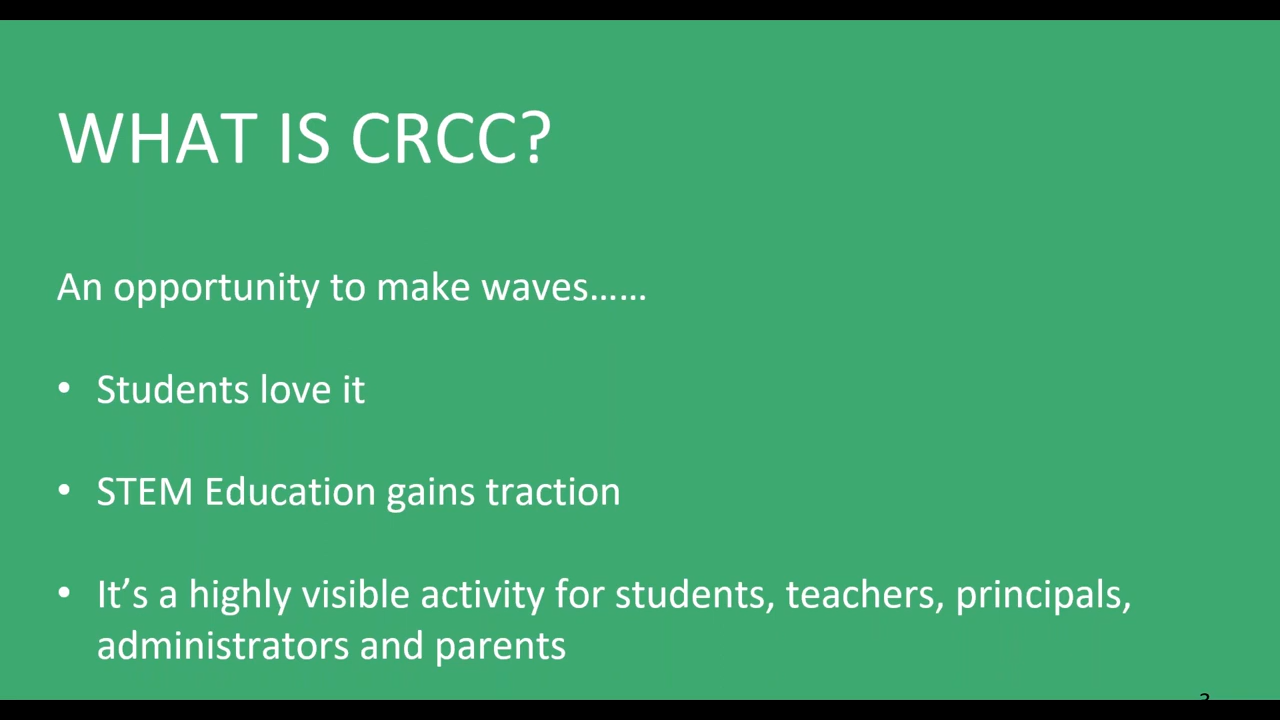 WHAT IS CRCC?
An opportunity to make waves……
• Students love it
• STEM Education gains traction
• It’s a highly visible activity for students, teachers, principals,
administrators and parents